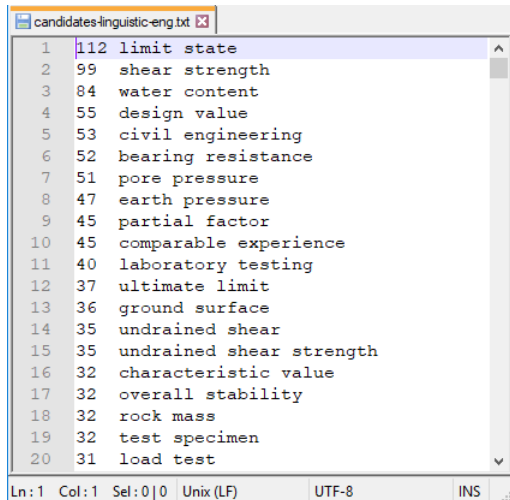 candidates-linguistic-eng.txt
1 112 limit state
2 99 shear strength
3 84 water content
4 55 design value
5 53 civil engineering
6 52 bearing resistance
7 51 pore pressure
8 47 earth pressure
9 45 partial factor
10 45 comparable experience
11 40 laboratory testing
12 37 ultimate limit
13 36 ground surface
14 35 undrained shear
15 35 undrained shear strength
16 32 characteristic value
17 32 overall stability
18 32 rock mass
19 32 test specimen
20 31 load test
Ln : 1 Col : 1 Sel : 0 | 0 Unix (LF) UTF-8 INS